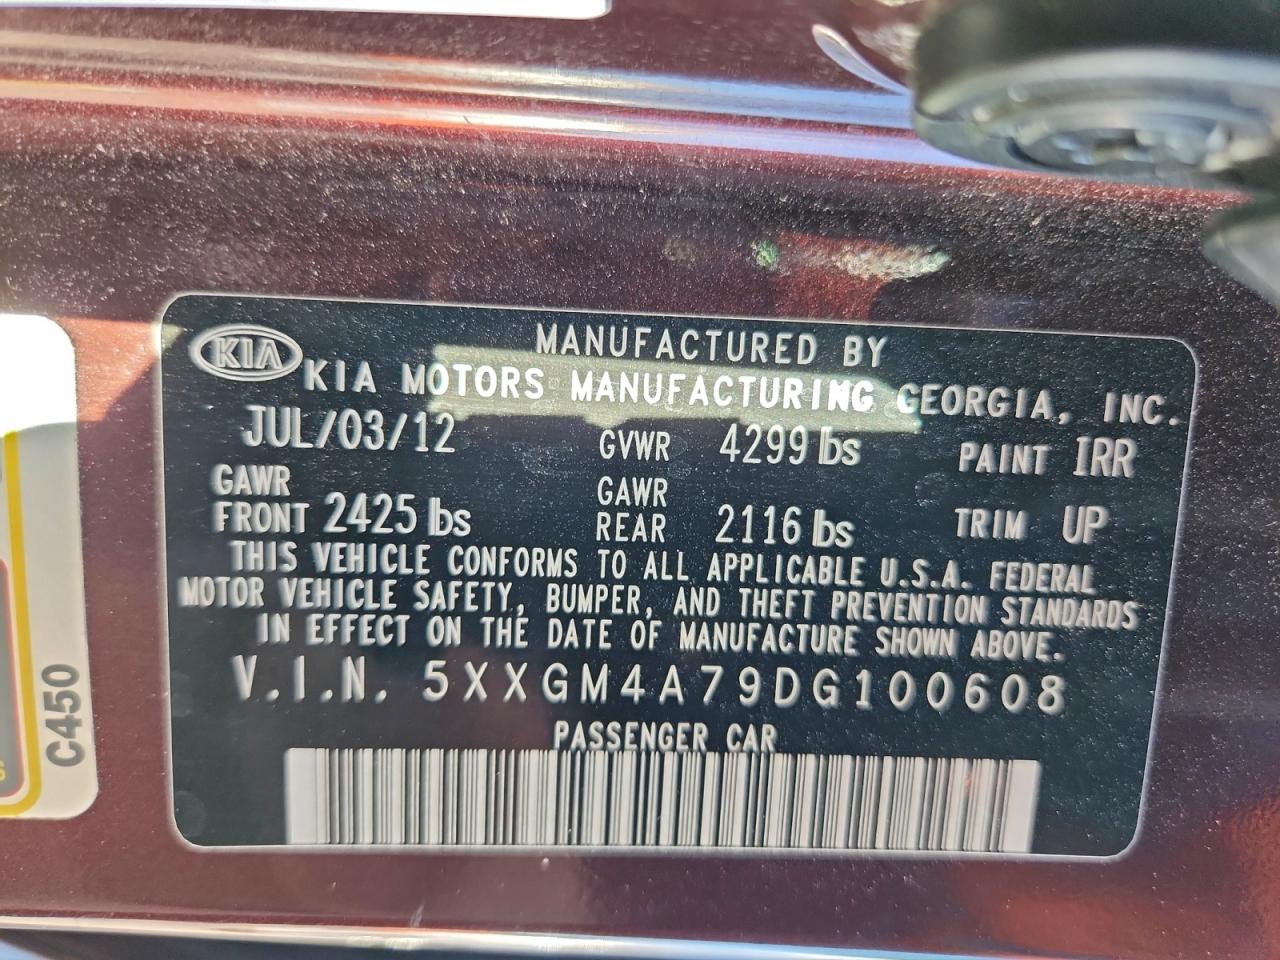 KIA
MANUFACTURED BY
KIA MOTORS MANUFACTURING GEORGIA, INC.
JUL/03/12 GVWR 4299 lbs PAINT IRR
GAWR FRONT 2425 lbs GAWR REAR 2116 lbs TRIM UP
THIS VEHICLE CONFORMS TO ALL APPLICABLE U.S.A. FEDERAL
MOTOR VEHICLE SAFETY, BUMPER, AND THEFT PREVENTION STANDARDS
IN EFFECT ON THE DATE OF MANUFACTURE SHOWN ABOVE.
V.I.N. 5XXGM4A79DG100608
PASSENGER CAR
C450